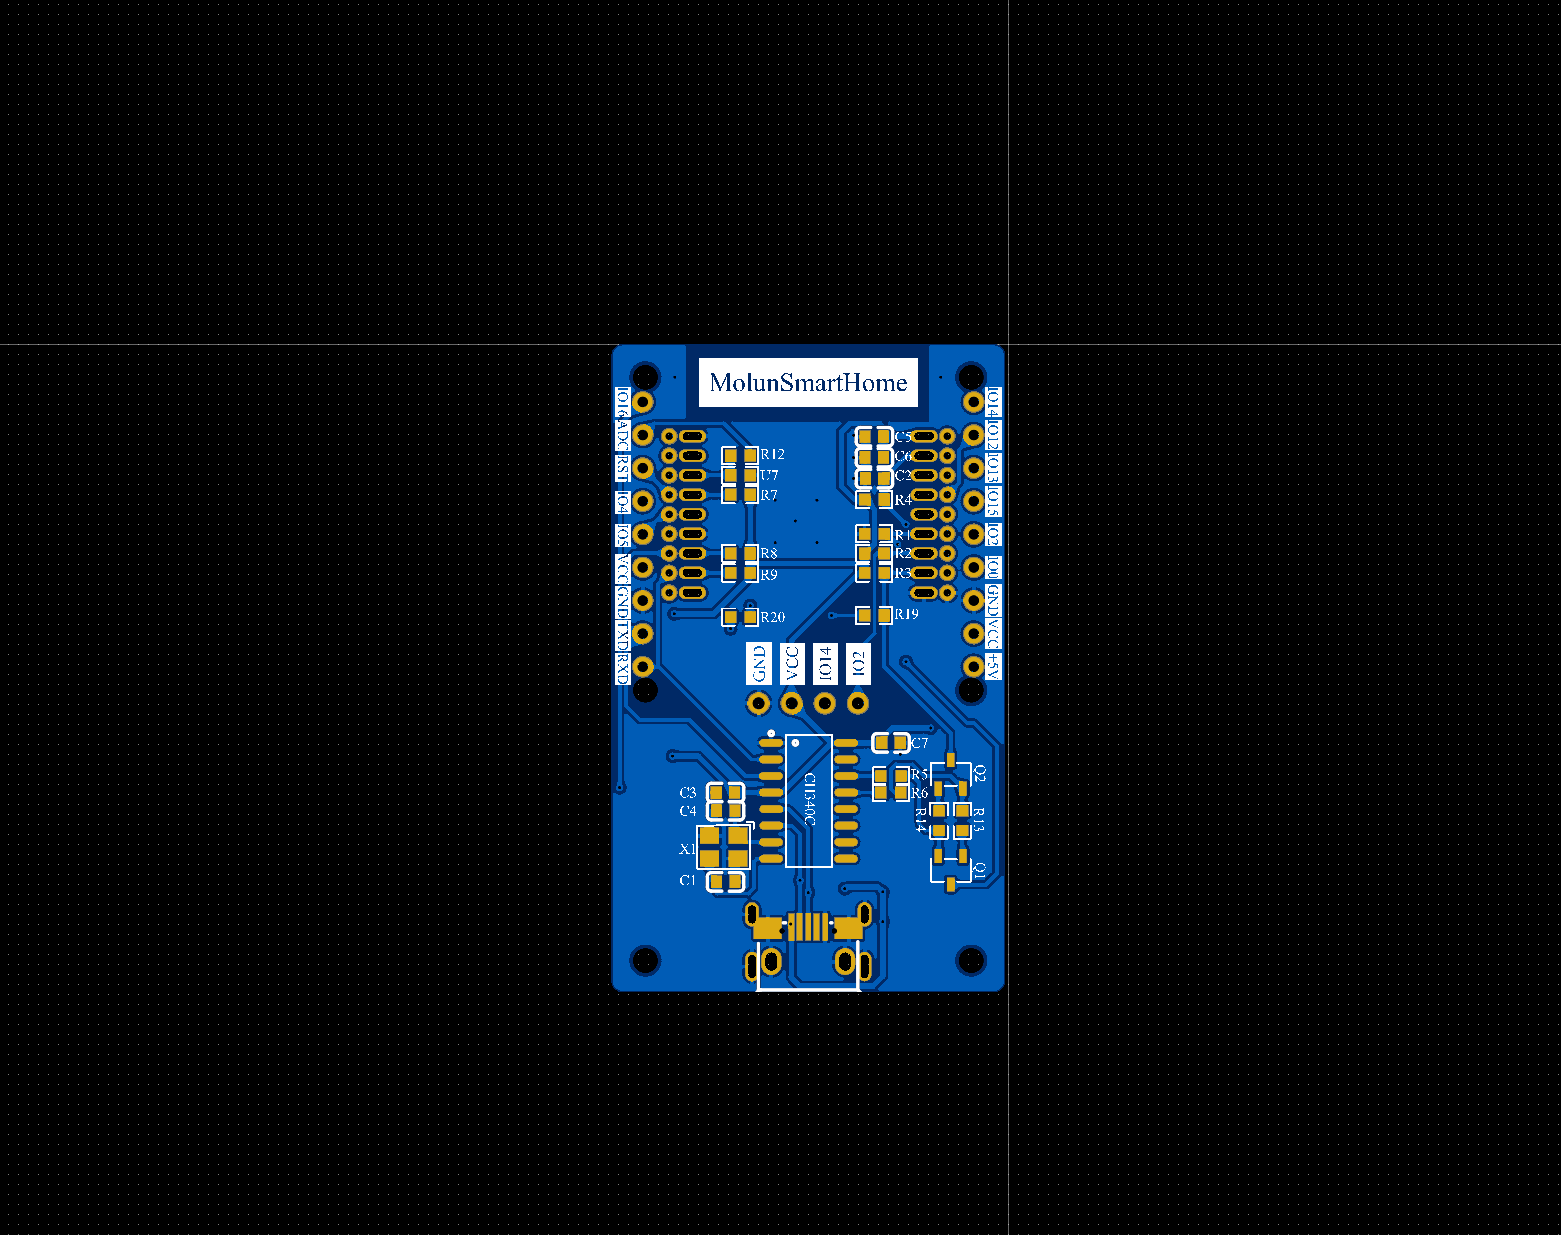 MolunSmartHome
IO16
ADC
RST
IO4
IO5
VCC
GND
TXD
RXD
IO14
IO12
IO13
IO15
IO2
IO0
GND
VCC
+5V
R12
U7
R7
R8
R9
R20
C5
C6
C2
R4
R1
R2
R3
R19
GND
VCC
IO14
IO2
CH340C
C7
R5
R6
Q2
R14
R13
Q1
C3
C4
X1
C1